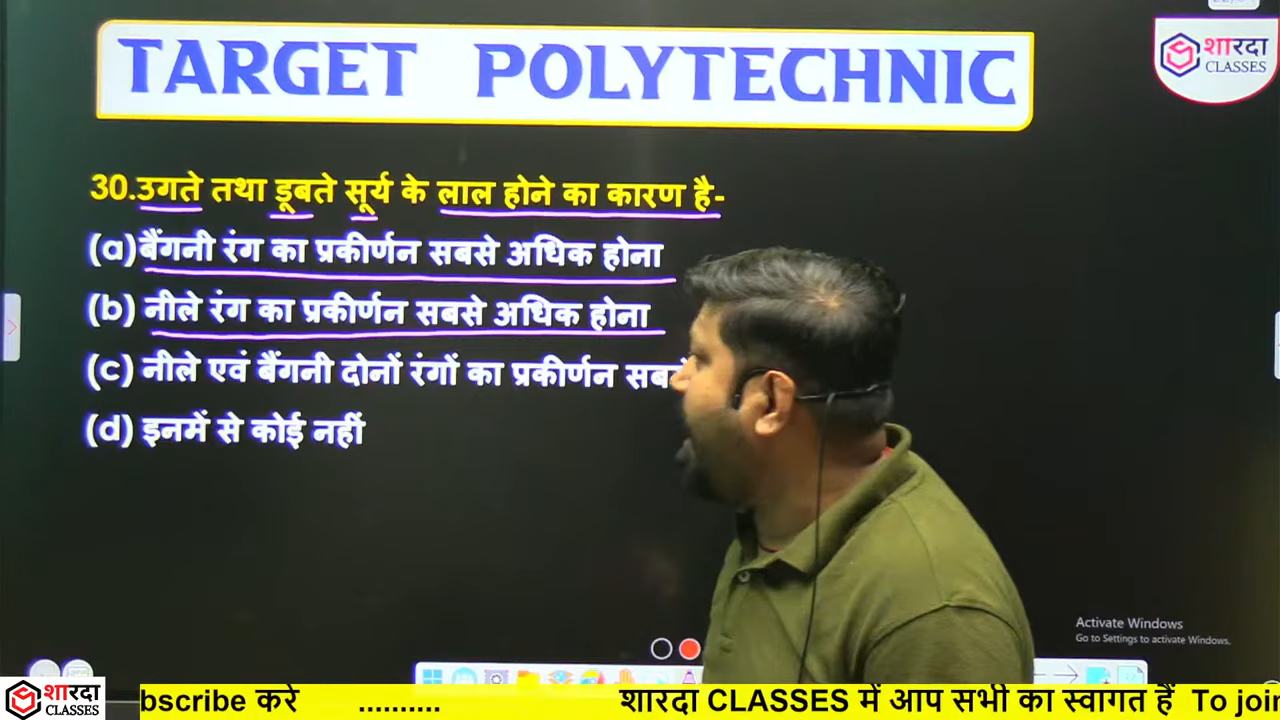 TARGET POLYTECHNIC
शारदा
CLASSES
30.उगते तथा डूबते सूर्य के लाल होने का कारण है-
(a)बैंगनी रंग का प्रकीर्णन सबसे अधिक होना
(b) नीले रंग का प्रकीर्णन सबसे अधिक होना
(c) नीले एवं बैंगनी दोनों रंगों का प्रकीर्णन
(d) इनमें से कोई नहीं
Activate Windows
Go to Settings to activate Windows.
शारदा
CLASSES
bscribe करे .......... शारदा CLASSES में आप सभी का स्वागत हैं To join